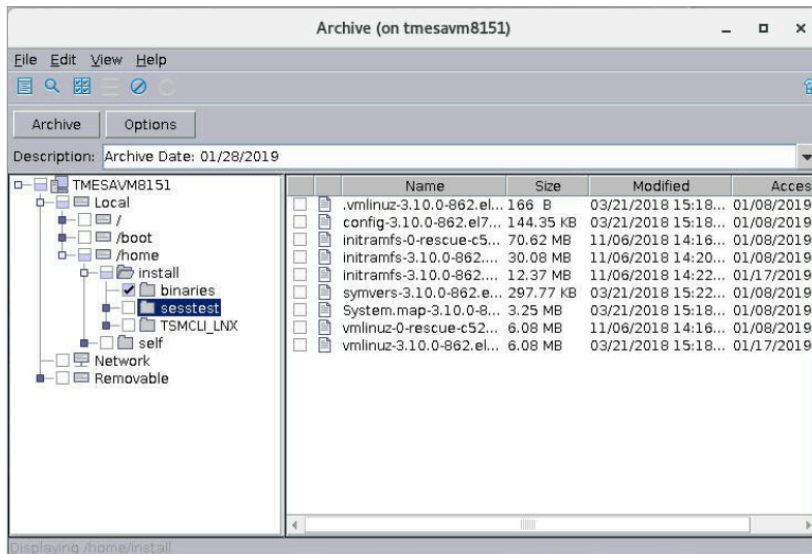 Archive (on tmesavm8151)
File Edit View Help
Archive Options
Description: Archive Date: 01/28/2019
TMESAVM8151
Local
/
/boot
/home
install
binaries
sesstest
TSMCLI_LNX
self
Network
Removable
Name Size Modified Acces
.vmlinuz-3.10.0-862.el... 166 B 03/21/2018 15:18... 01/08/2019
config-3.10.0-862.el7... 144.35 KB 03/21/2018 15:18... 01/08/2019
initramfs-0-rescue-c5... 70.62 MB 11/06/2018 14:16... 01/08/2019
initramfs-3.10.0-862.... 30.08 MB 11/06/2018 14:20... 01/08/2019
initramfs-3.10.0-862.... 12.37 MB 11/06/2018 14:22... 01/17/2019
symvers-3.10.0-862.e... 297.77 KB 03/21/2018 15:22... 01/08/2019
System.map-3.10.0-8... 3.25 MB 03/21/2018 15:18... 01/08/2019
vmlinuz-0-rescue-c52... 6.08 MB 11/06/2018 14:16... 01/08/2019
vmlinuz-3.10.0-862.el... 6.08 MB 03/21/2018 15:18... 01/17/2019
Displaying /home/install